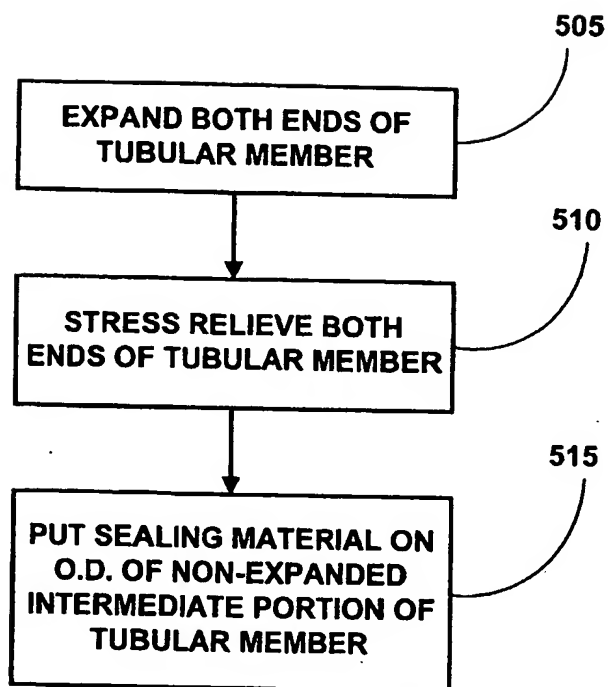 505
EXPAND BOTH ENDS OF
TUBULAR MEMBER
510
STRESS RELIEVE BOTH
ENDS OF TUBULAR MEMBER
515
PUT SEALING MATERIAL ON
O.D. OF NON-EXPANDED
INTERMEDIATE PORTION OF
TUBULAR MEMBER